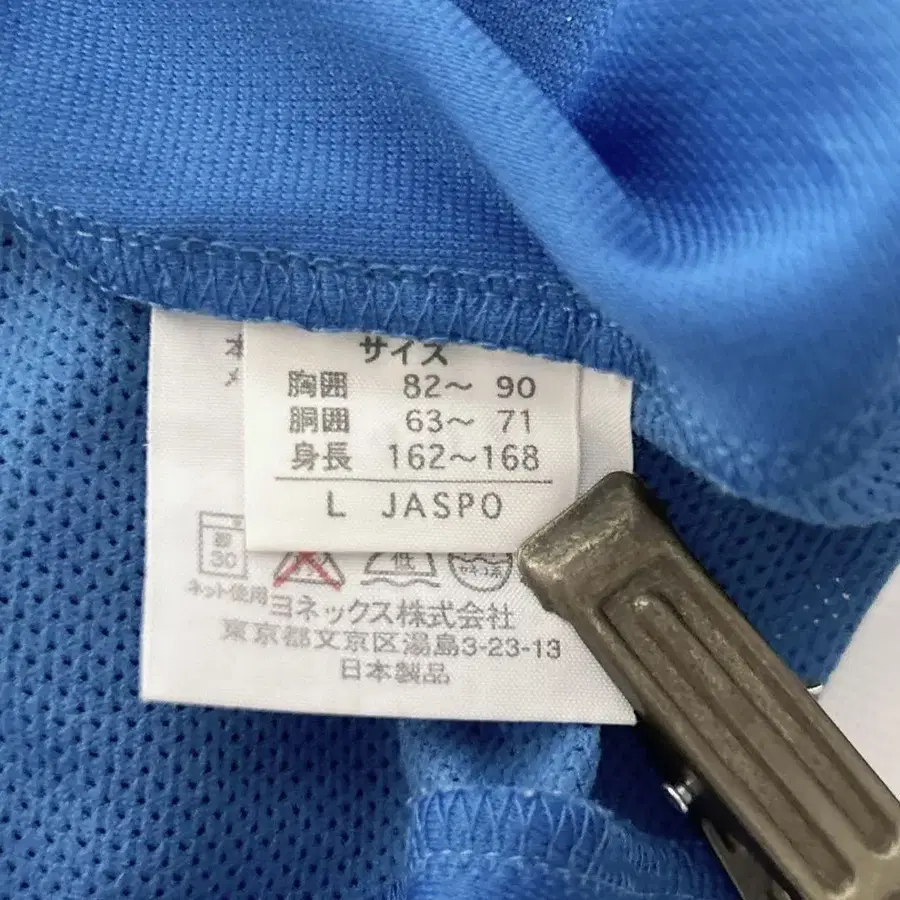 サイズ
胸囲 82〜 90
胴囲 63〜 71
身長 162〜168
L JASPO
30
低
ネット使用
ヨネックス株式会社
東京都文京区湯島3-23-13
日本製品